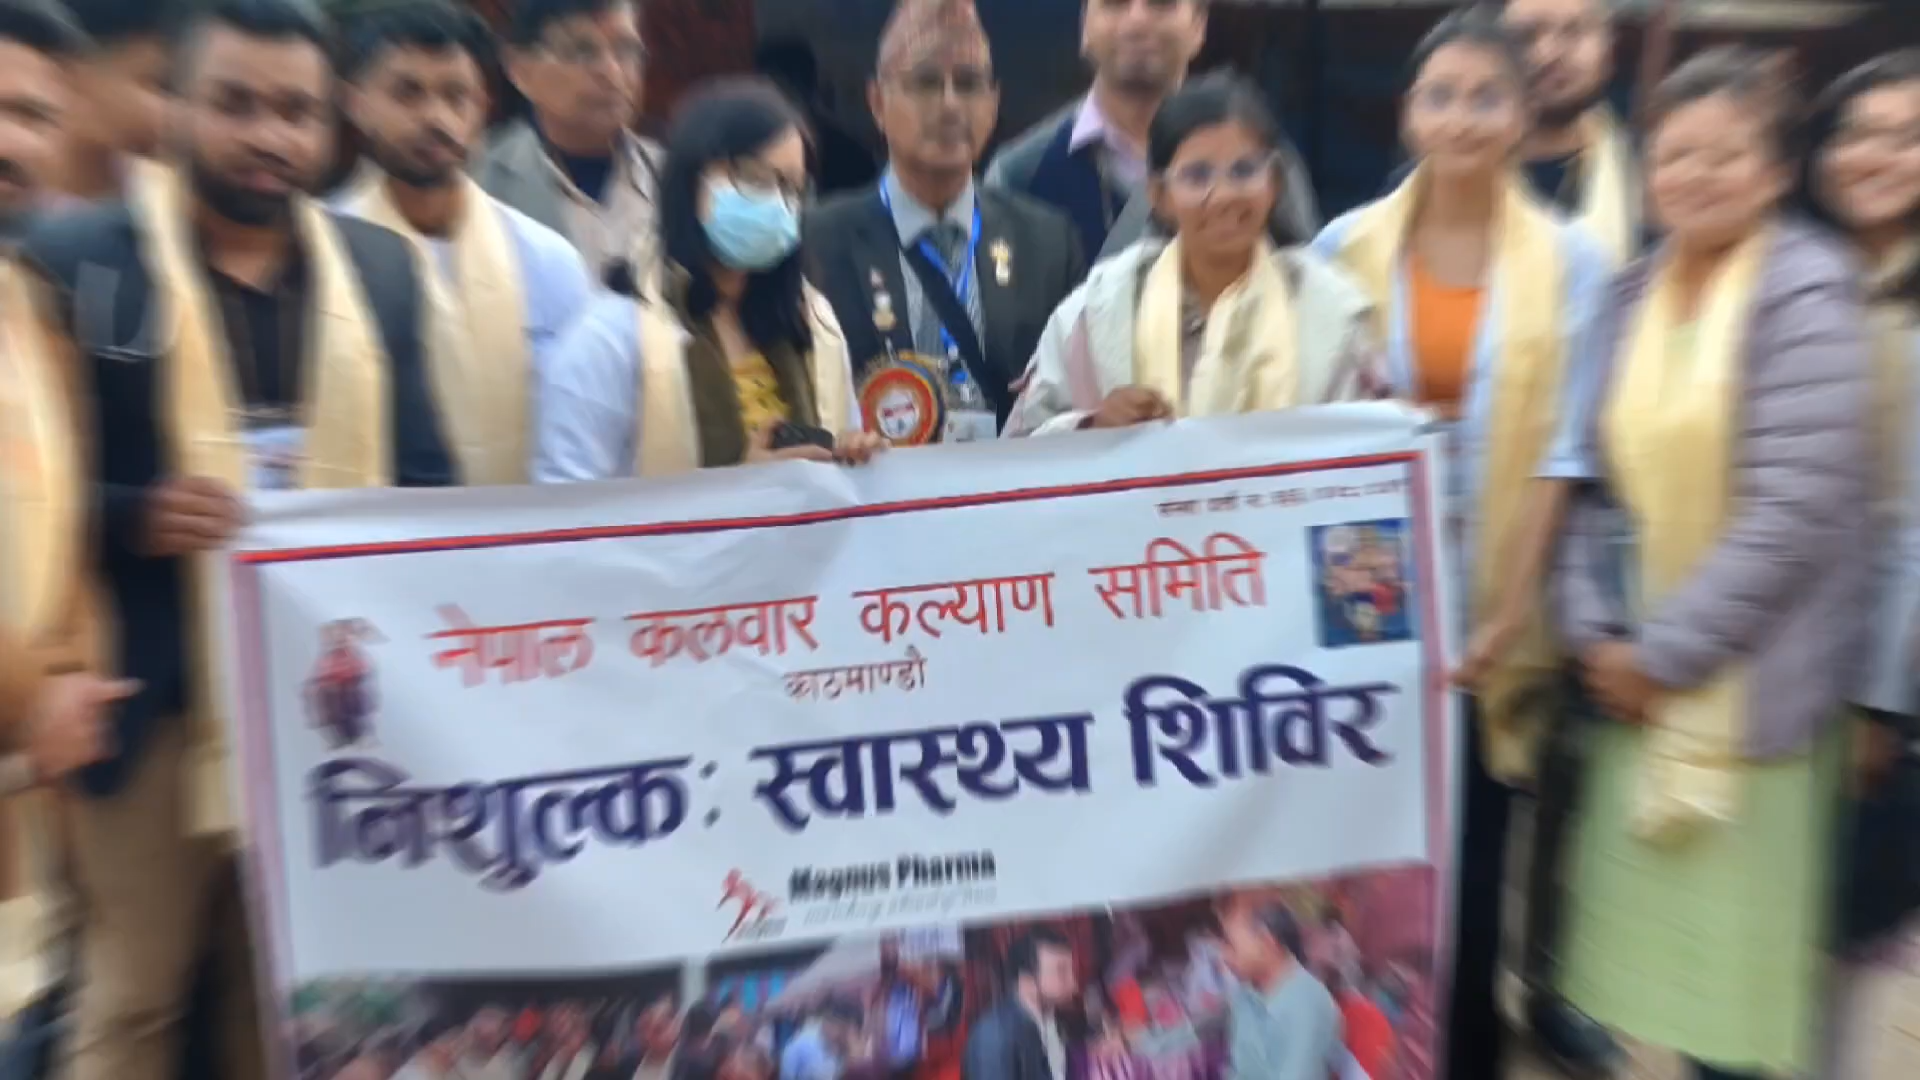 नेपाल कलवार कल्याण समिति
काठमाण्डौ
निशुल्क: स्वास्थ्य शिविर
Magnus Pharma